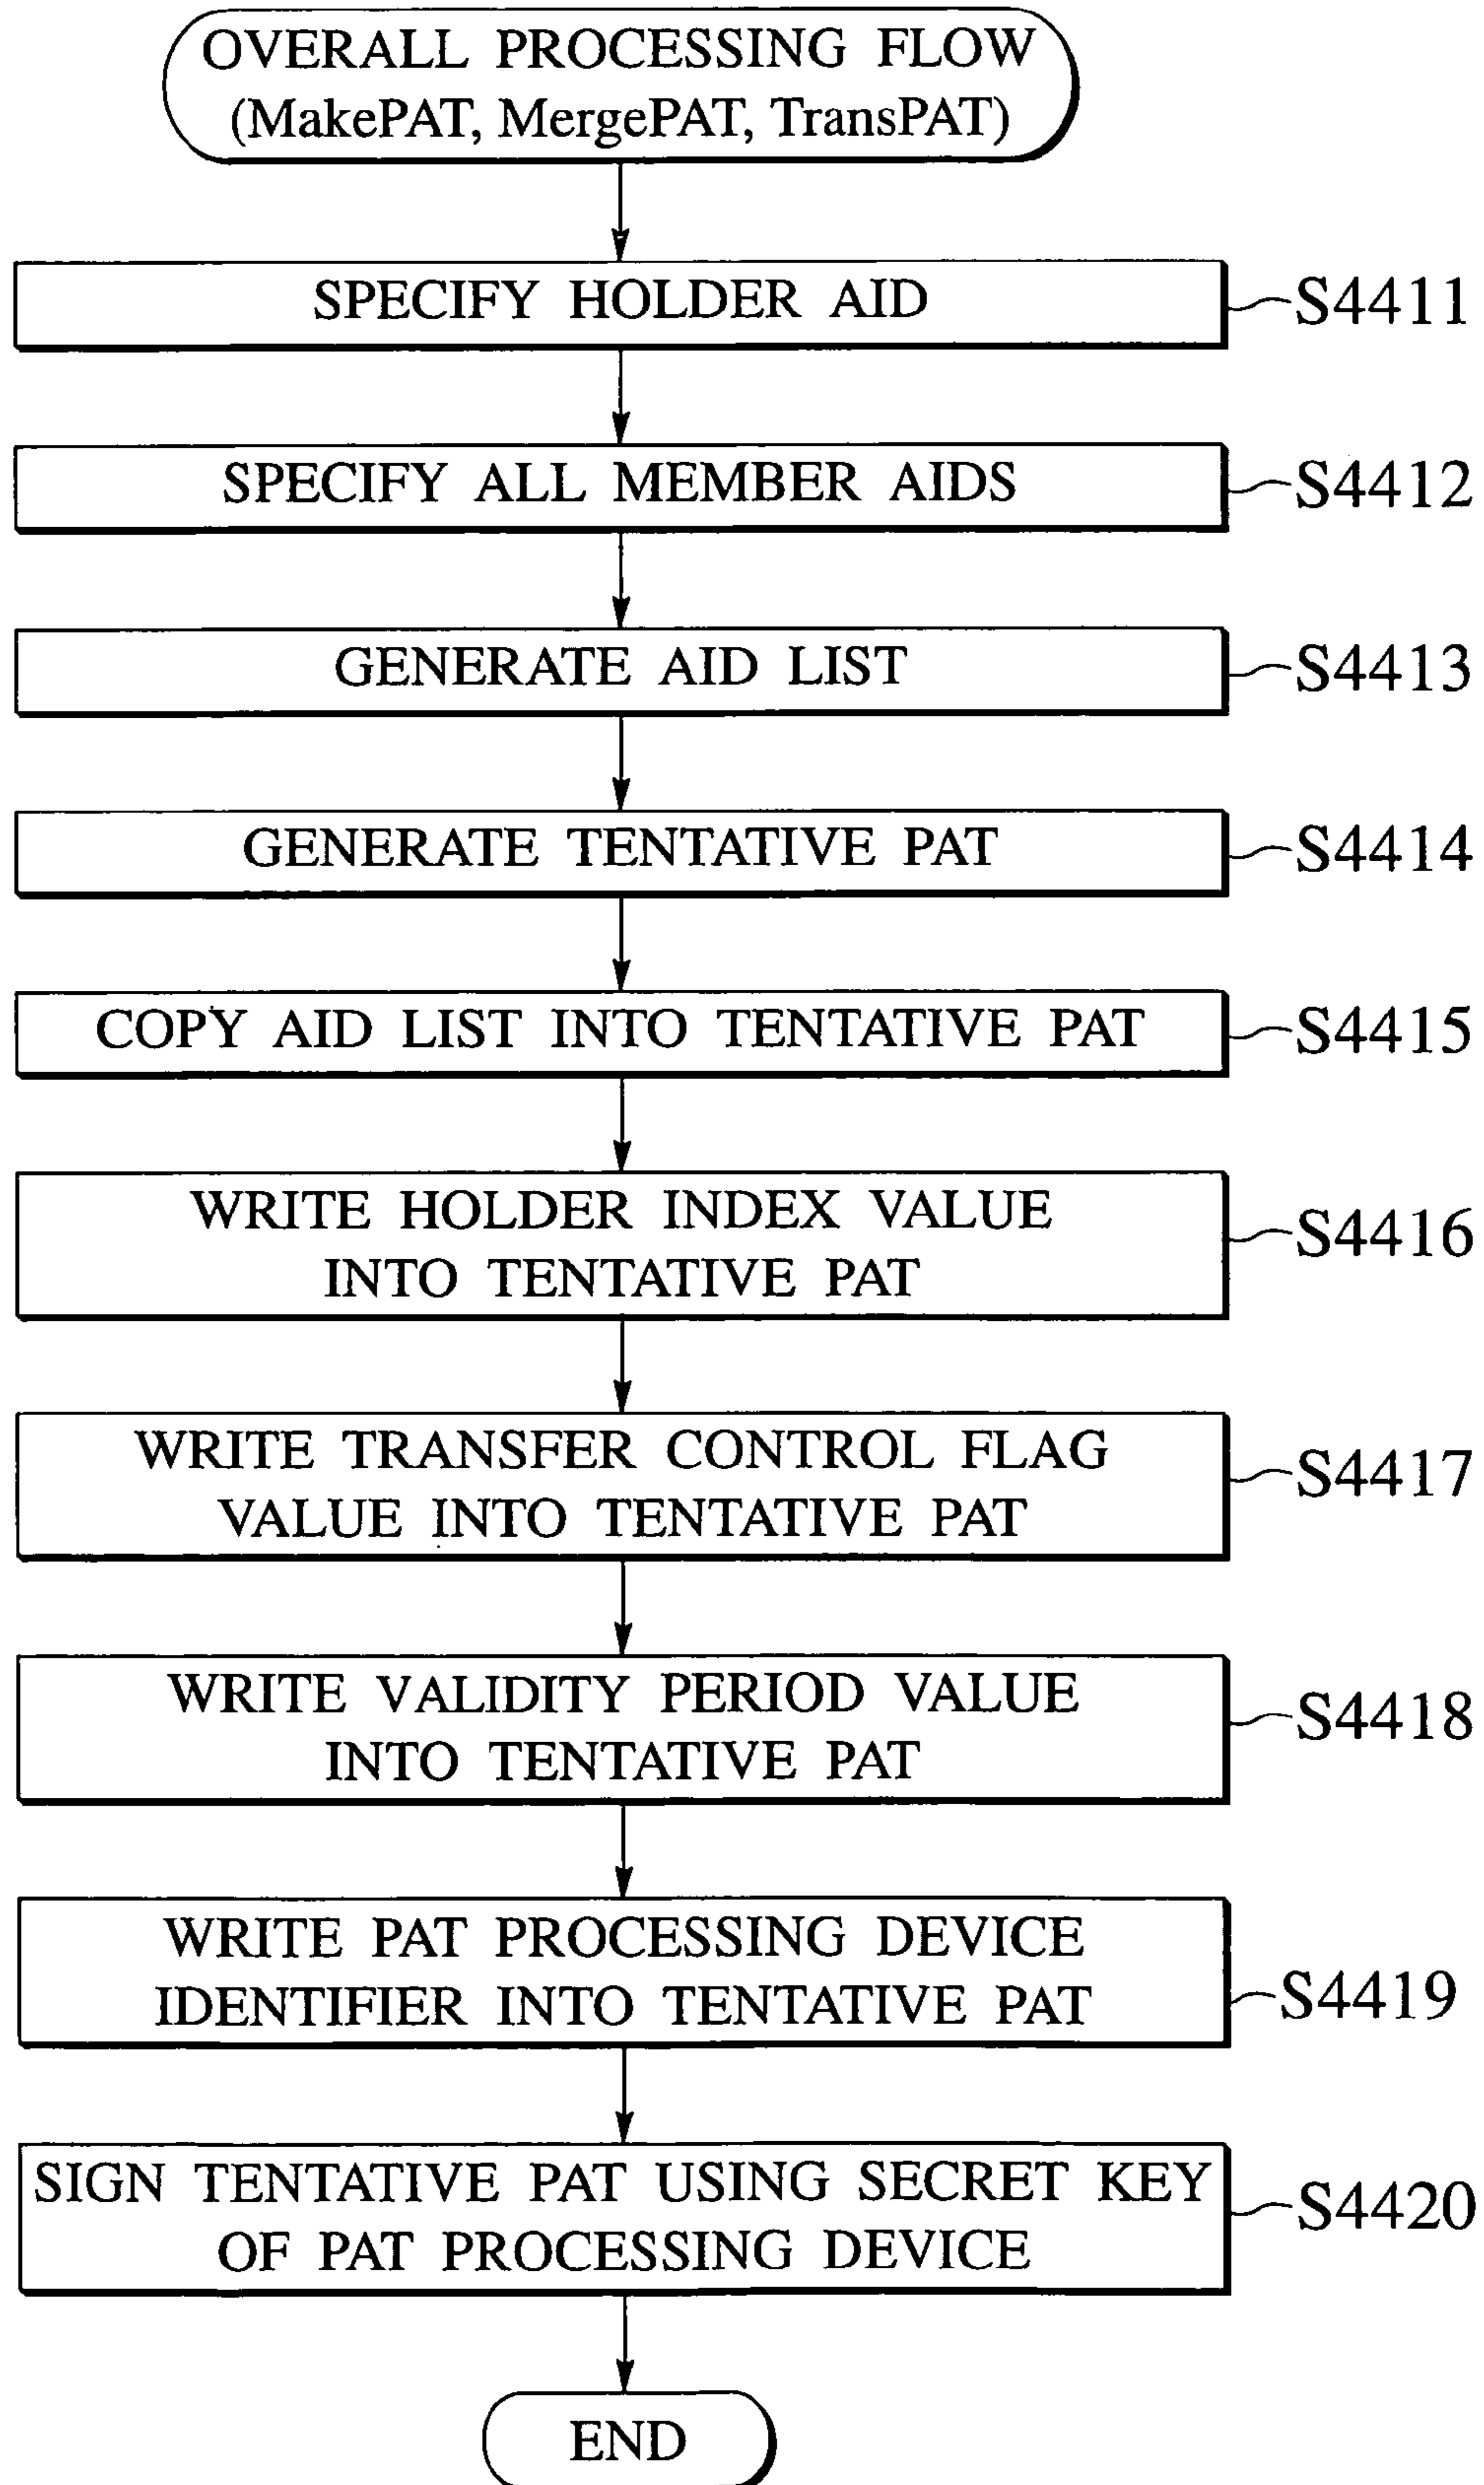 OVERALL PROCESSING FLOW
(MakePAT, MergePAT, TransPAT)
SPECIFY HOLDER AID
S4411
SPECIFY ALL MEMBER AIDS
S4412
GENERATE AID LIST
S4413
GENERATE TENTATIVE PAT
S4414
COPY AID LIST INTO TENTATIVE PAT
S4415
WRITE HOLDER INDEX VALUE
INTO TENTATIVE PAT
S4416
WRITE TRANSFER CONTROL FLAG
VALUE INTO TENTATIVE PAT
S4417
WRITE VALIDITY PERIOD VALUE
INTO TENTATIVE PAT
S4418
WRITE PAT PROCESSING DEVICE
IDENTIFIER INTO TENTATIVE PAT
S4419
SIGN TENTATIVE PAT USING SECRET KEY
OF PAT PROCESSING DEVICE
S4420
END